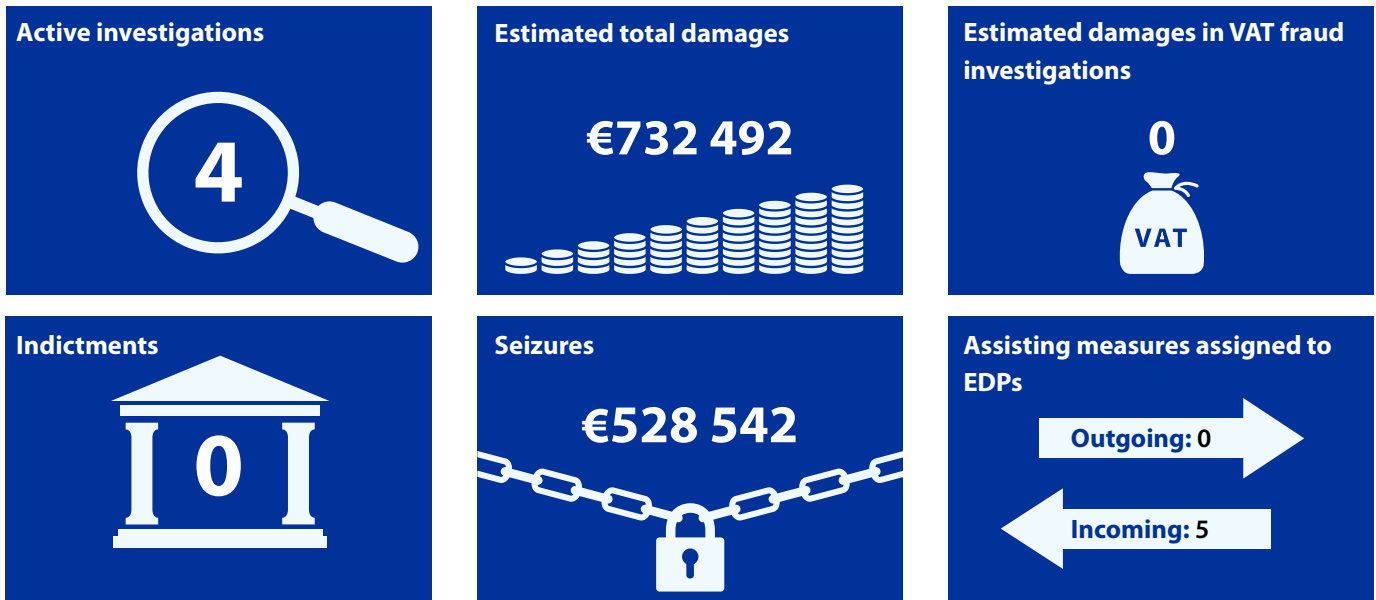 Active investigations
4
Estimated total damages
€732 492
Estimated damages in VAT fraud
investigations
0
VAT
Indictments
0
Seizures
€528 542
Assisting measures assigned to
EDPs
Outgoing: 0
Incoming: 5